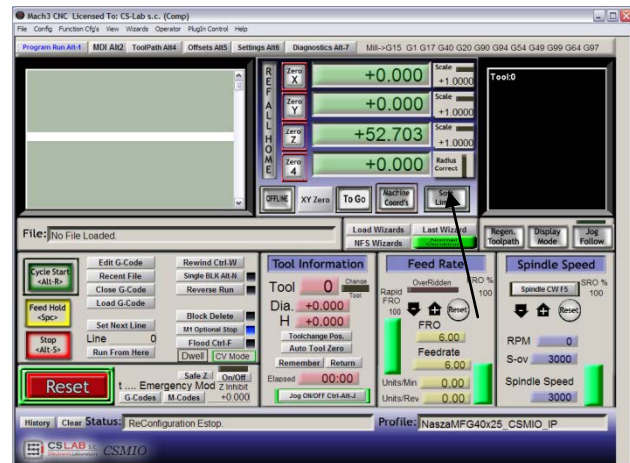 Mach3 CNC Licensed To: CS-Lab s.c. (Comp)
File Config Function Cfg's View Wizards Operator PlugIn Control Help
Program Run Alt-1 MDI Alt2 ToolPath Alt4 Offsets Alt5 Settings Alt6 Diagnostics Alt-7 Mill->G15 G1 G17 G40 G20 G90 G94 G54 G49 G99 G64 G97
REF ALL HOME
Zero X +0.000 Scale +1.0000
Zero Y +0.000 Scale +1.0000
Zero Z +52.703 Scale +1.0000
Zero 4 +0.000 Radius Correct
Tool:0
OFFLINE XY Zero To Go Machine Coord's Soft
File: No File Loaded.
Load Wizards Last Wizard
NFS Wizards
Regen. Toolpath Display Mode Jog Follow
Cycle Start <Alt-R>
Feed Hold <Spc>
Stop <Alt-S>
Edit G-Code
Recent File
Close G-Code
Load G-Code
Set Next Line
Line 0
Run From Here
Rewind Ctrl-W
Single BLK Alt-N
Reverse Run
Block Delete
M1 Optional Stop
Flood Ctrl-F
Dwell CV Mode
Reset
t .... Emergency Mod
Safe Z On/Off
Z Inhibit
+0.000
G-Codes M-Codes
Tool Information
Tool 0 Change Tool
Dia. +0.000
H +0.000
Toolchange Pos.
Auto Tool Zero
Remember Return
Elapsed 00:00
Jog ON/OFF Ctrl-Alt-J
Feed Rate
OverRidden
Rapid FRO 100
SRO % 100
Reset
FRO
6.00
Feedrate
6.00
Units/Min 0.00
Units/Rev 0.00
Spindle Speed
Spindle CW F5
SRO % 100
Reset
RPM 0
S-ov 3000
Spindle Speed
3000
History Clear Status: ReConfiguration Estop.
Profile: NaszaMFG40x25_CSMIO_IP
CSLAB s.c. CSMIO